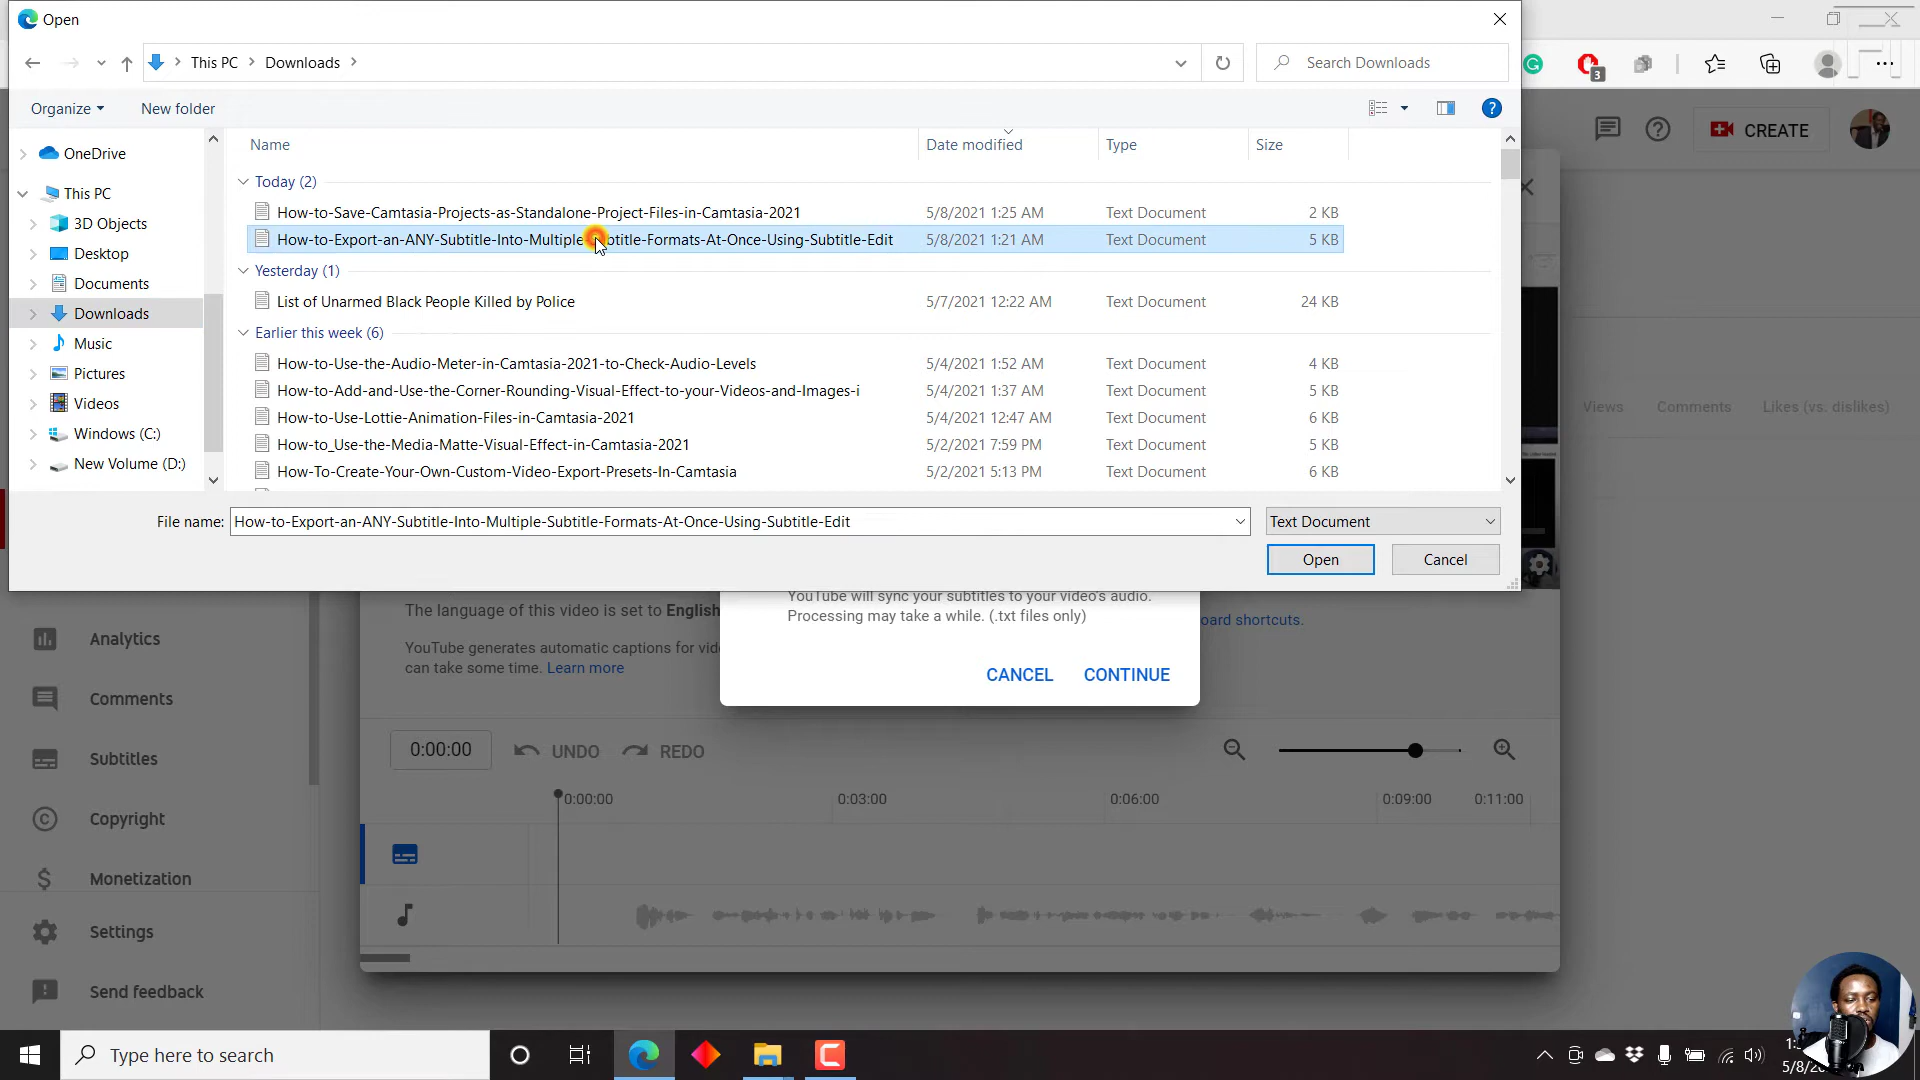 Open
This PC
Downloads
Search Downloads
3
Organize
New folder
?
CREATE
OneDrive
This PC
3D Objects
Desktop
Documents
Downloads
Music
Pictures
Videos
Windows (C:)
New Volume (D:)
Name
Date modified
Type
Size
Today (2)
How-to-Save-Camtasia-Projects-as-Standalone-Project-Files-in-Camtasia-2021 5/8/2021 1:25 AM Text Document 2 KB
How-to-Export-an-ANY-Subtitle-Into-Multiple-Subtitle-Formats-At-Once-Using-Subtitle-Edit 5/8/2021 1:21 AM Text Document 5 KB
Yesterday (1)
List of Unarmed Black People Killed by Police 5/7/2021 12:22 AM Text Document 24 KB
Earlier this week (6)
How-to-Use-the-Audio-Meter-in-Camtasia-2021-to-Check-Audio-Levels 5/4/2021 1:52 AM Text Document 4 KB
How-to-Add-and-Use-the-Corner-Rounding-Visual-Effect-to-your-Videos-and-Images-i 5/4/2021 1:37 AM Text Document 5 KB
How-to-Use-Lottie-Animation-Files-in-Camtasia-2021 5/4/2021 12:47 AM Text Document 6 KB
How-to_Use-the-Media-Matte-Visual-Effect-in-Camtasia-2021 5/2/2021 7:59 PM Text Document 5 KB
How-To-Create-Your-Own-Custom-Video-Export-Presets-In-Camtasia 5/2/2021 5:13 PM Text Document 6 KB
File name: How-to-Export-an-ANY-Subtitle-Into-Multiple-Subtitle-Formats-At-Once-Using-Subtitle-Edit
Text Document
Open
Cancel
Views
Comments
Likes (vs. dislikes)
The language of this video is set to English
YouTube generates automatic captions for
can take some time. Learn more
YouTube will sync your subtitles to your video's audio.
Processing may take a while. (.txt files only)
CANCEL
CONTINUE
shortcuts.
0:00:00
UNDO
REDO
0:00:00
0:03:00
0:06:00
0:09:00
0:11:00
Analytics
Comments
Subtitles
Copyright
Monetization
Settings
Send feedback
Type here to search